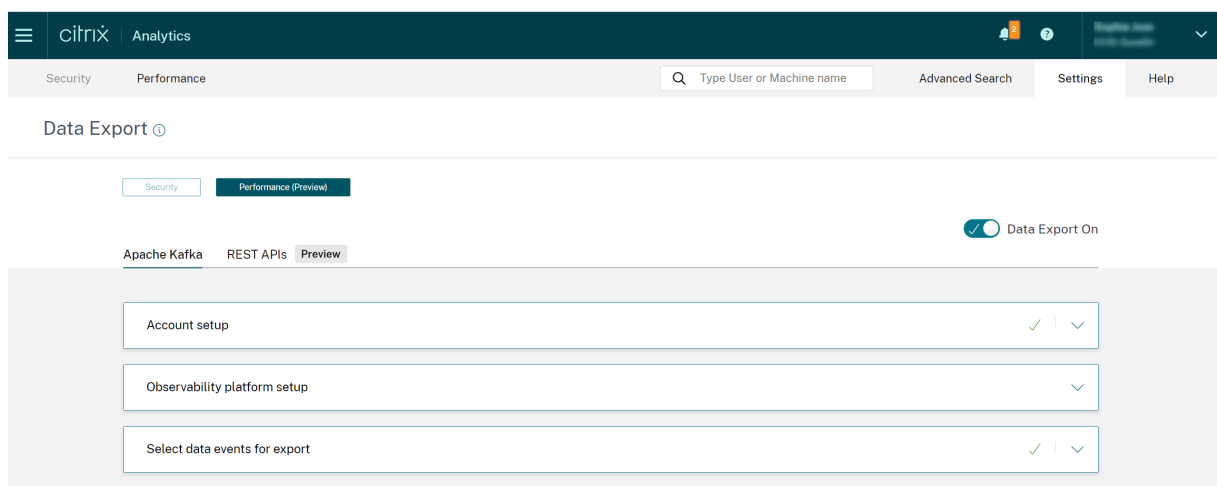 citrix Analytics
2
?
Security Performance
Type User or Machine name
Advanced Search Settings Help
Data Export
Security Performance (Preview)
Data Export On
Apache Kafka REST APIs Preview
Account setup
Observability platform setup
Select data events for export